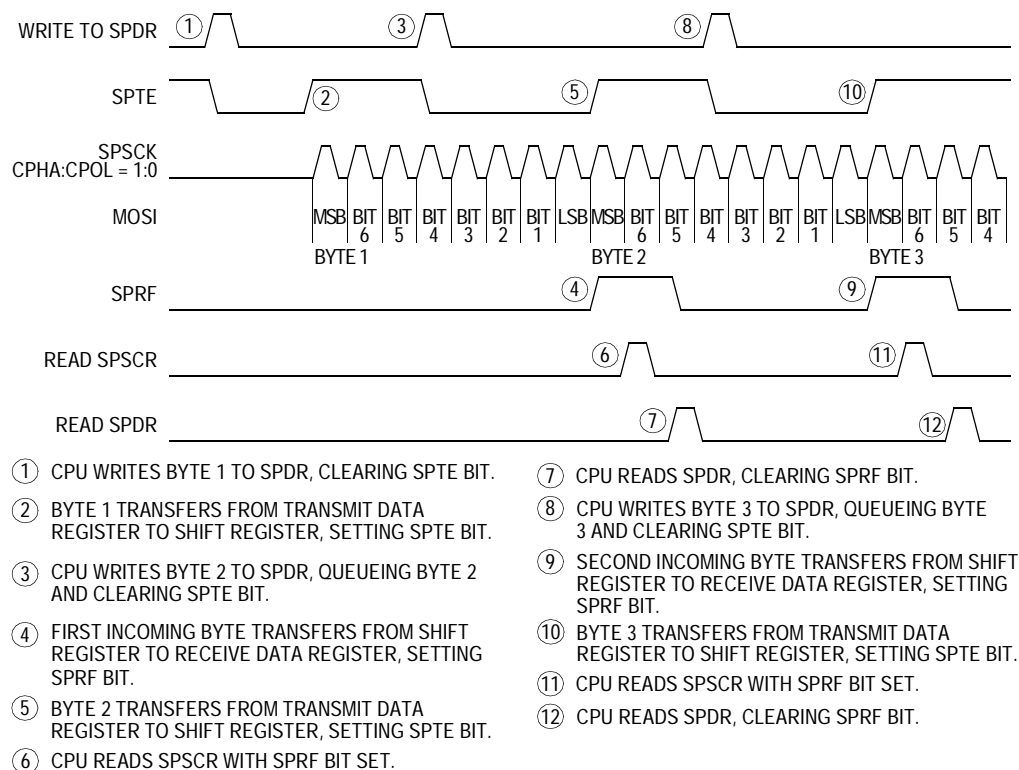 WRITE TO SPDR
1
3
8
SPTE
2
5
10
SPSCK
CPHA:CPOL = 1:0
MOSI
MSB BIT BIT BIT BIT BIT BIT LSB MSB BIT BIT BIT BIT BIT BIT LSB MSB BIT BIT BIT
6 5 4 3 2 1 6 5 4 3 2 1 6 5 4
BYTE 1 BYTE 2 BYTE 3
SPRF
4
9
READ SPSCR
6
11
READ SPDR
7
12
1 CPU WRITES BYTE 1 TO SPDR, CLEARING SPTE BIT.
2 BYTE 1 TRANSFERS FROM TRANSMIT DATA
REGISTER TO SHIFT REGISTER, SETTING SPTE BIT.
3 CPU WRITES BYTE 2 TO SPDR, QUEUEING BYTE 2
AND CLEARING SPTE BIT.
4 FIRST INCOMING BYTE TRANSFERS FROM SHIFT
REGISTER TO RECEIVE DATA REGISTER, SETTING
SPRF BIT.
5 BYTE 2 TRANSFERS FROM TRANSMIT DATA
REGISTER TO SHIFT REGISTER, SETTING SPTE BIT.
6 CPU READS SPSCR WITH SPRF BIT SET.
7 CPU READS SPDR, CLEARING SPRF BIT.
8 CPU WRITES BYTE 3 TO SPDR, QUEUEING BYTE
3 AND CLEARING SPTE BIT.
9 SECOND INCOMING BYTE TRANSFERS FROM SHIFT
REGISTER TO RECEIVE DATA REGISTER, SETTING
SPRF BIT.
10 BYTE 3 TRANSFERS FROM TRANSMIT DATA
REGISTER TO SHIFT REGISTER, SETTING SPTE BIT.
11 CPU READS SPSCR WITH SPRF BIT SET.
12 CPU READS SPDR, CLEARING SPRF BIT.